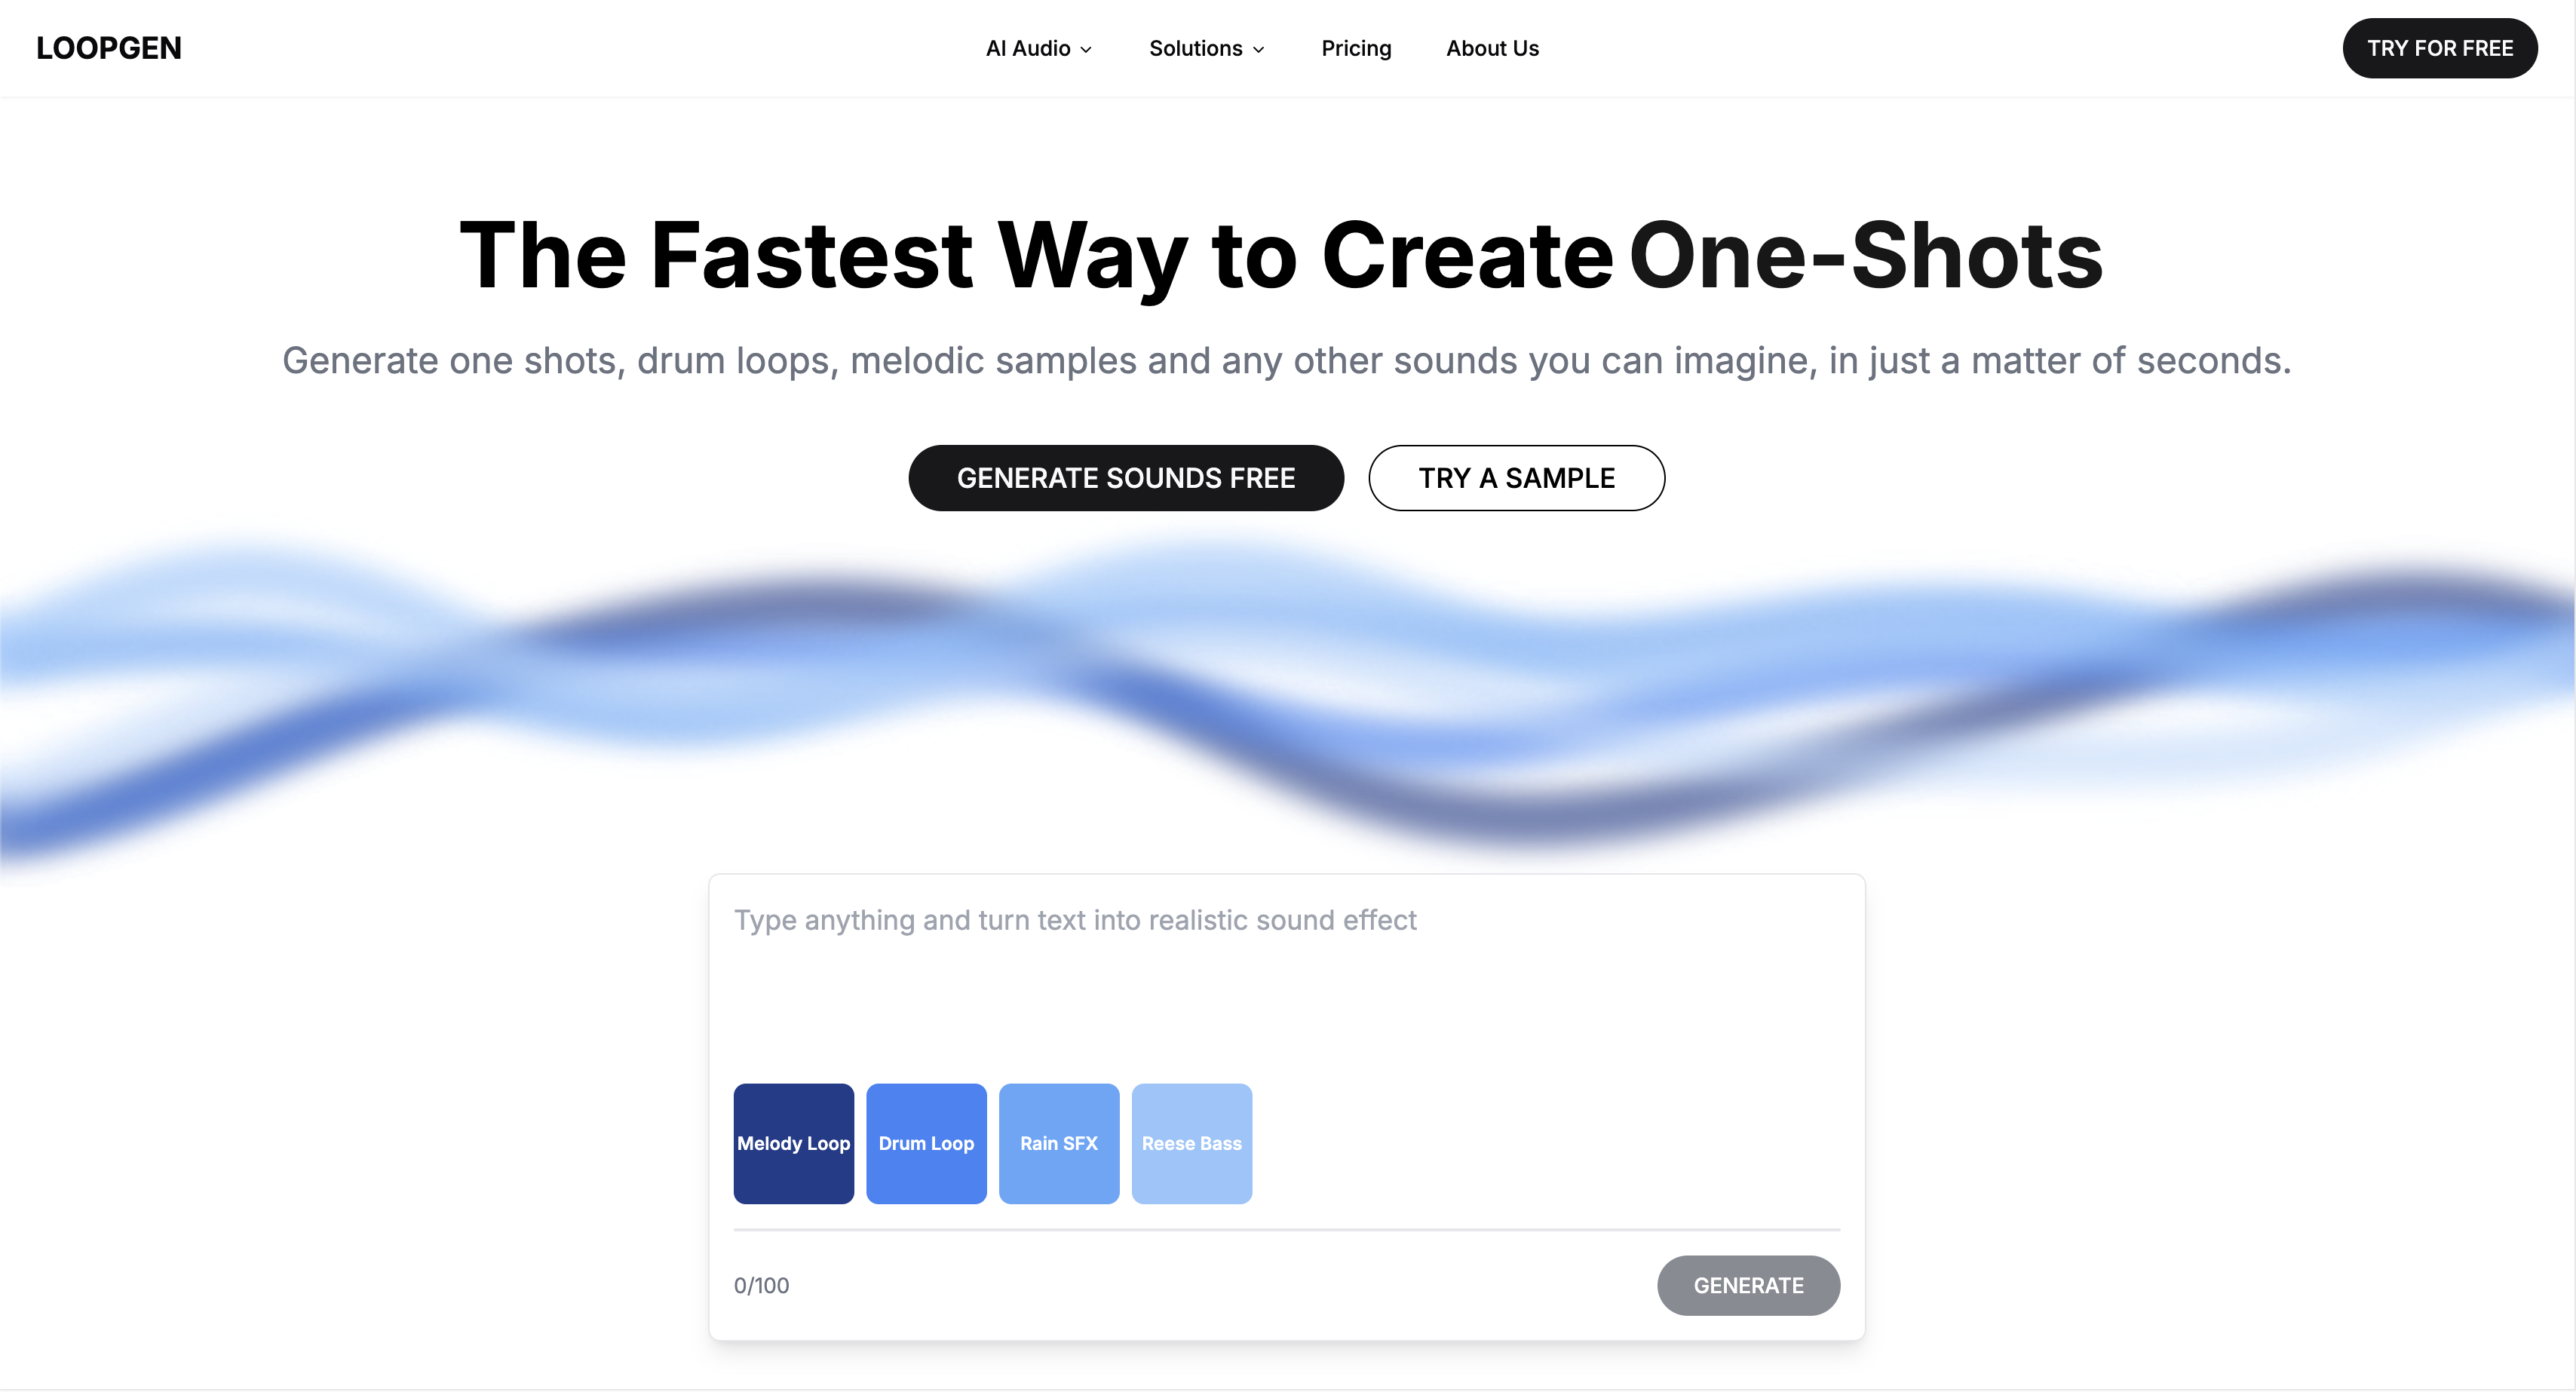 LOOPGEN
AI Audio
Solutions
Pricing
About Us
TRY FOR FREE
The Fastest Way to Create One-Shots
Generate one shots, drum loops, melodic samples and any other sounds you can imagine, in just a matter of seconds.
GENERATE SOUNDS FREE
TRY A SAMPLE
Type anything and turn text into realistic sound effect
Melody Loop
Drum Loop
Rain SFX
Reese Bass
0/100
GENERATE